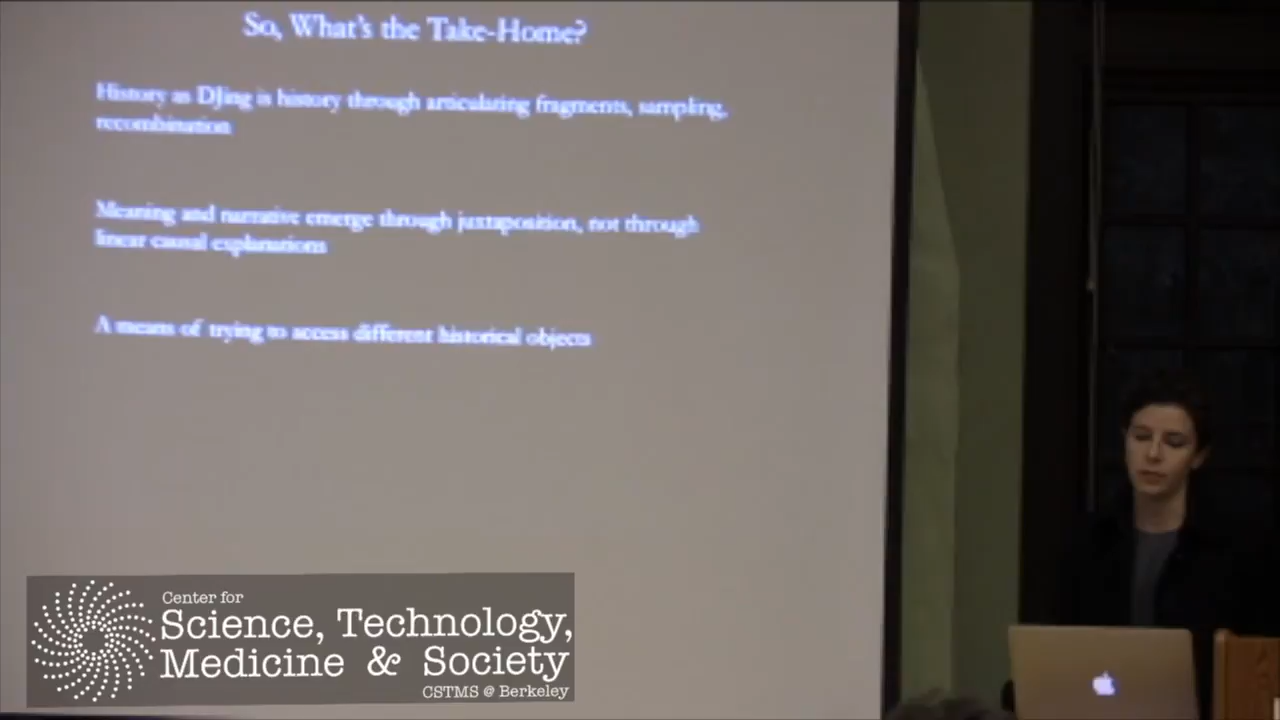 So, What's the Take-Home?
History as DJing is history through articulating fragments, sampling,
recombination
Meaning and narrative emerge through juxtaposition, not through
linear causal explanations
A means of trying to access different historical objects
Center for
Science, Technology,
Medicine & Society
CSTMS @ Berkeley